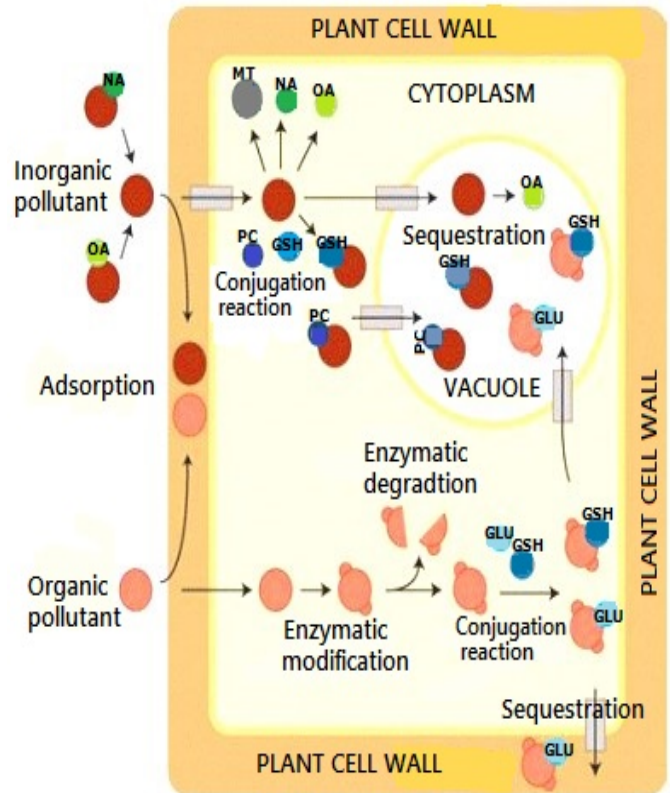 PLANT CELL WALL
MT
NA
OA
CYTOPLASM
NA
Inorganic
pollutant
OA
OA
Sequestration
GSH
PC
GSH
GSH
Conjugation
reaction
GSH
PC
PC
GLU
VACUOLE
Adsorption
PLANT CELL WALL
Enzymatic
degradtion
GLU
GSH
GSH
Organic
pollutant
Enzymatic
modification
Conjugation
reaction
GLU
Sequestration
GLU
PLANT CELL WALL